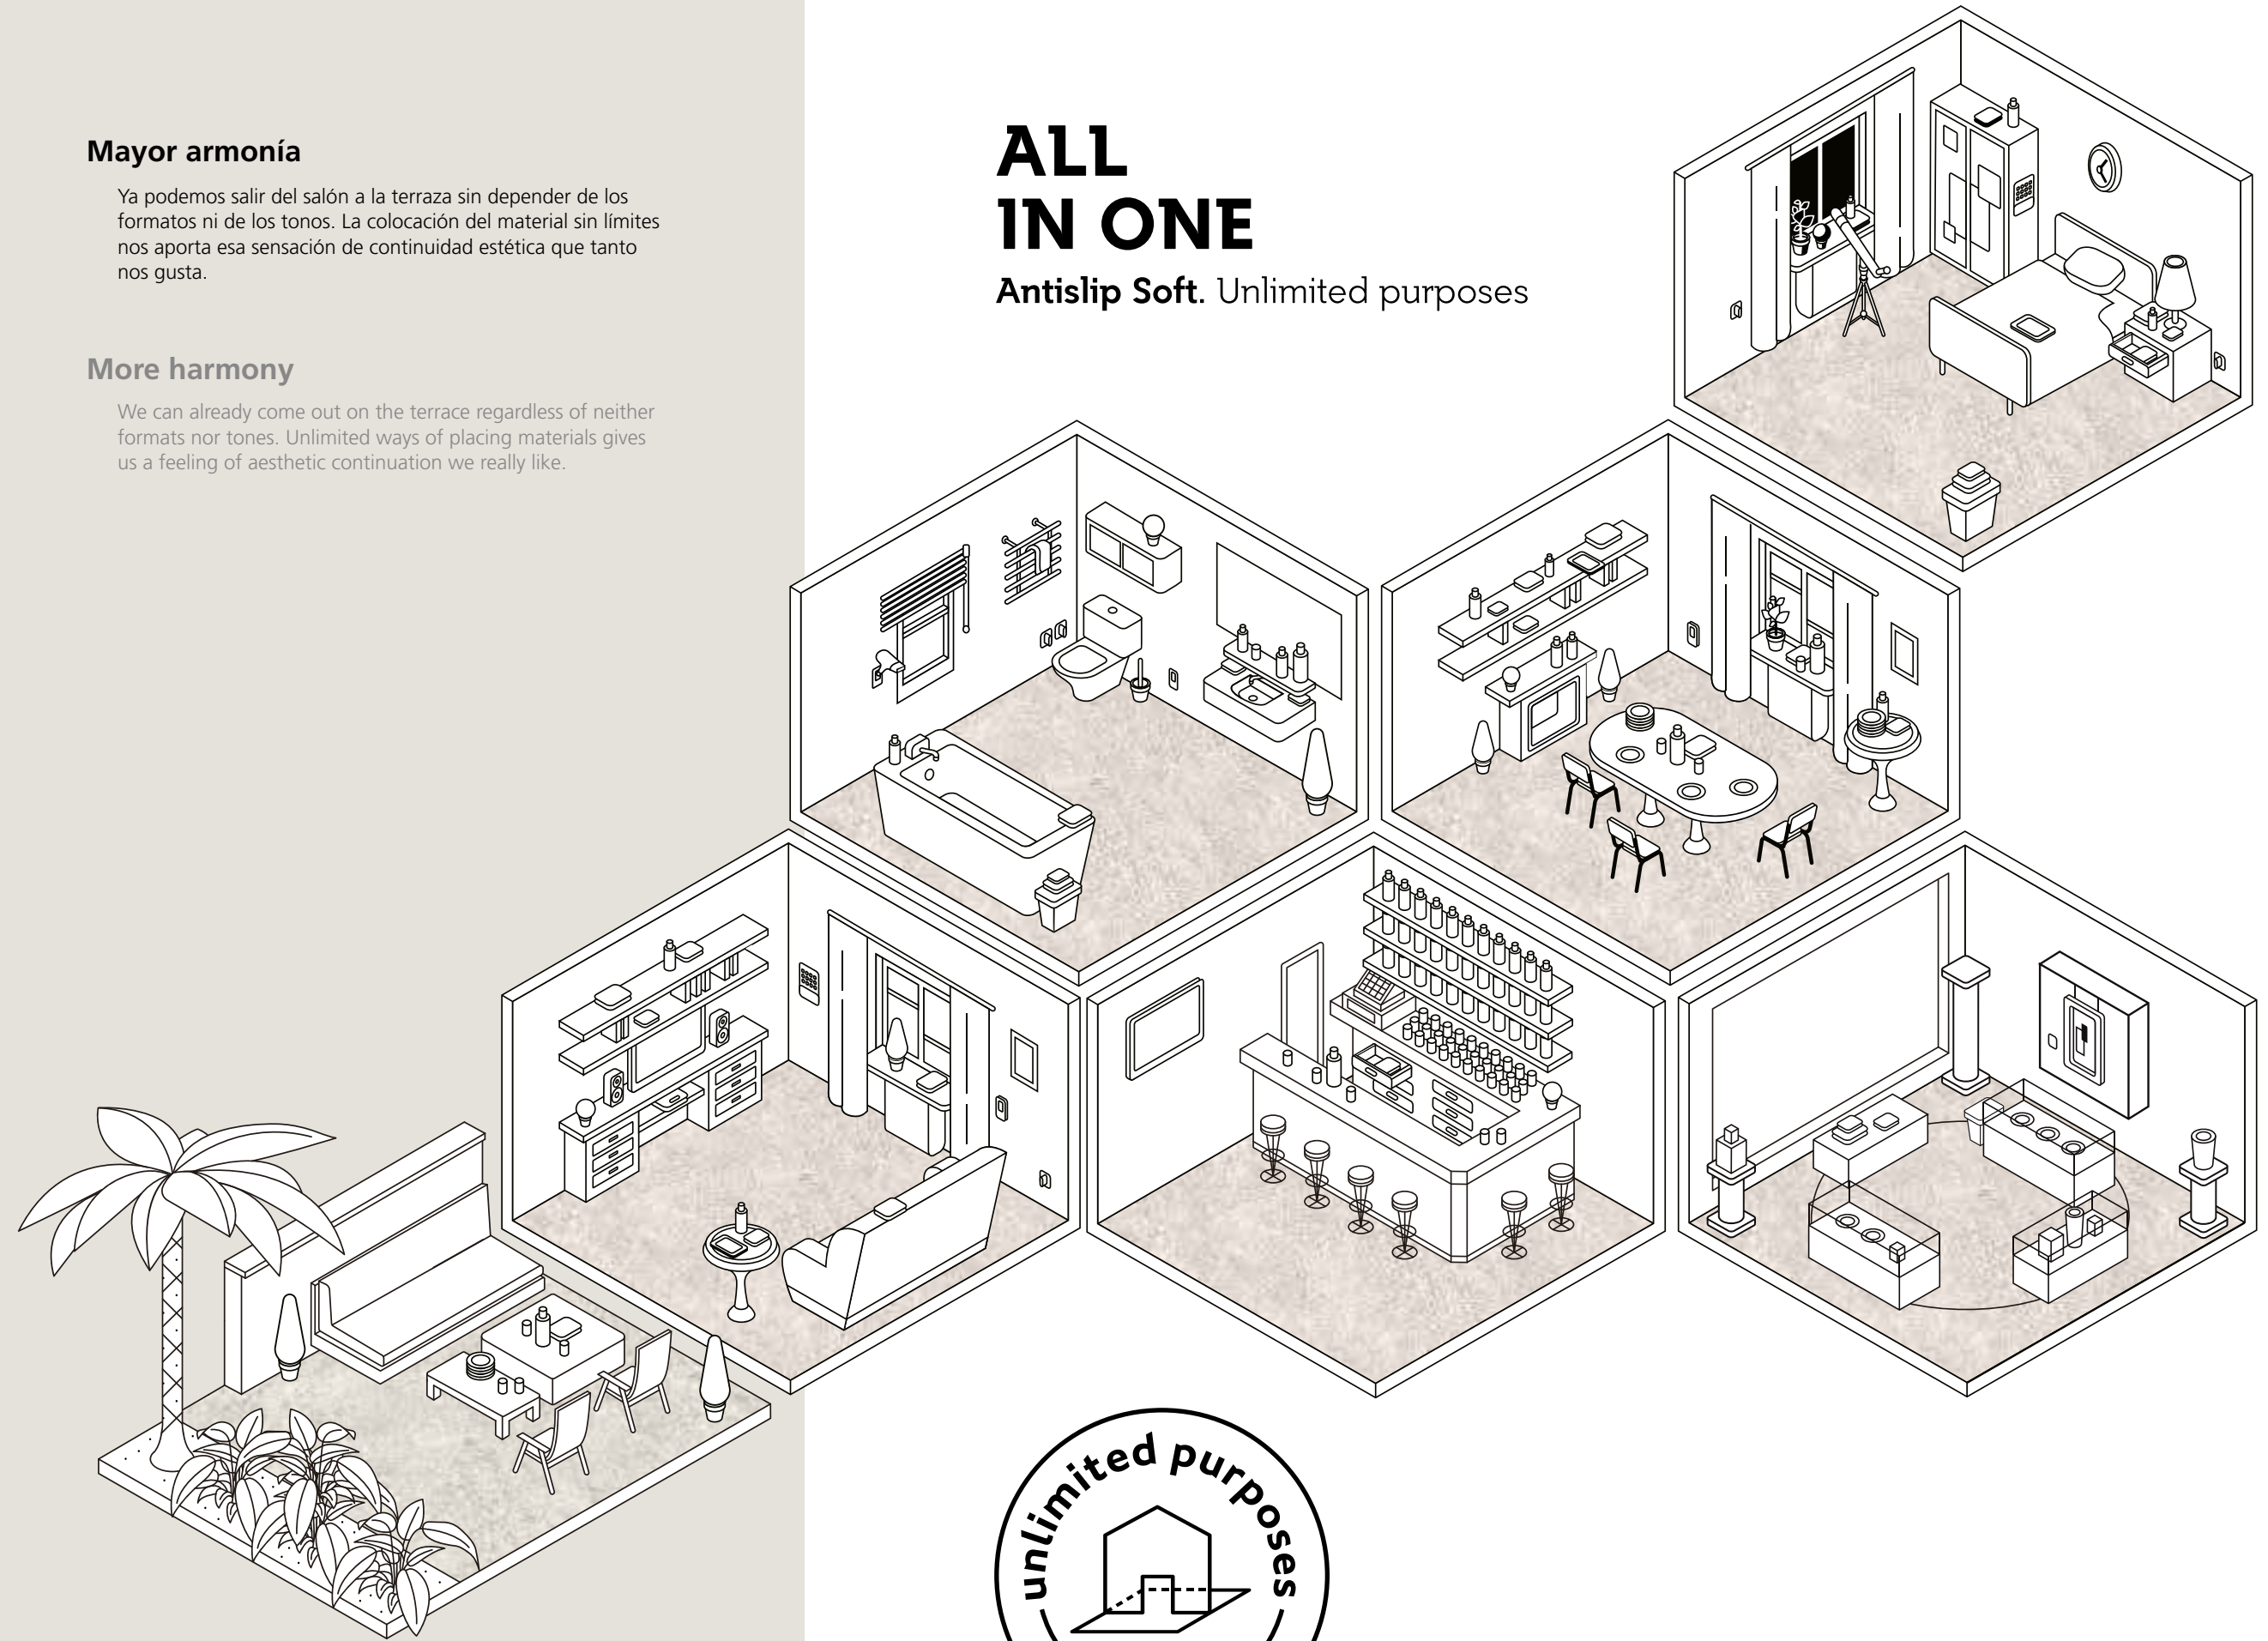 Mayor armonía
Ya podemos salir del salón a la terraza sin depender de los
formatos ni de los tonos. La colocación del material sin límites
nos aporta esa sensación de continuidad estética que tanto
nos gusta.
More harmony
We can already come out on the terrace regardless of neither
formats nor tones. Unlimited ways of placing materials gives
us a feeling of aesthetic continuation we really like.
ALL
IN ONE
Antislip Soft. Unlimited purposes
unlimited purposes